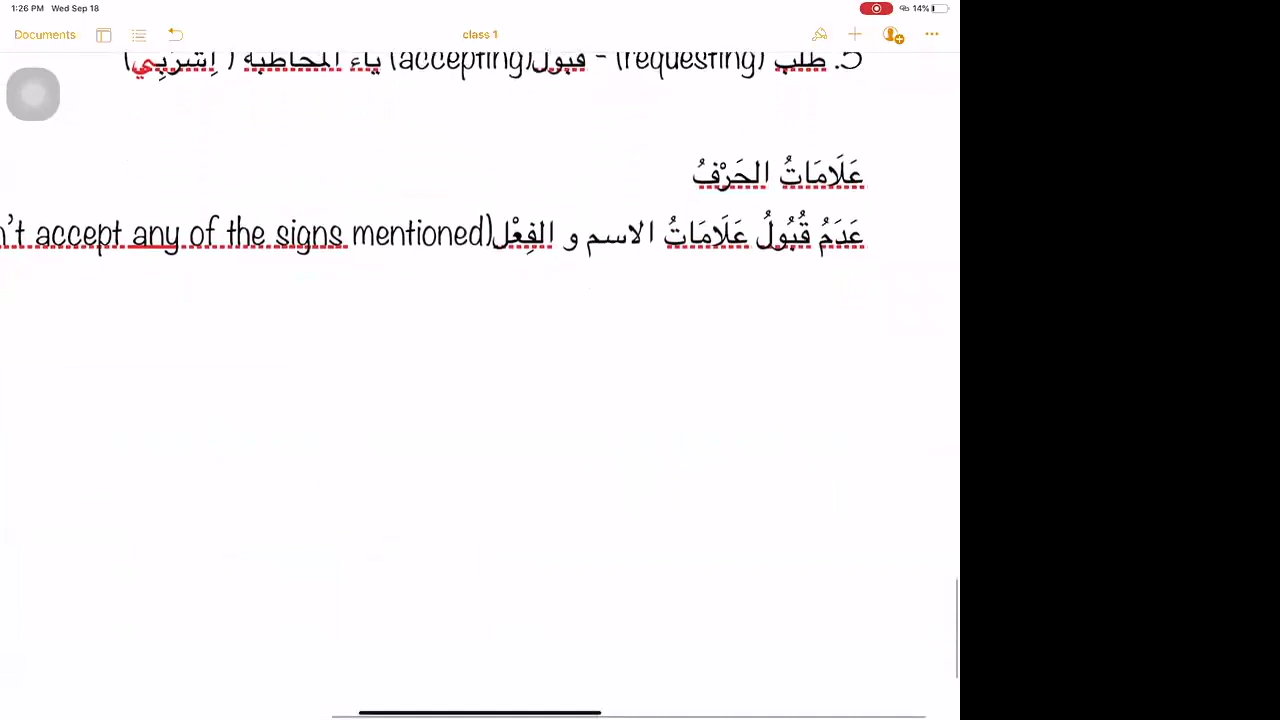 1:26 PM Wed Sep 18 14%
Documents class 1
5. طلب (requesting) - قبول(accepting) ياء المخاطبة ( اِشْرَبِي)
عَلَامَاتُ الحَرْفُ
عَدَمُ قُبُولُ عَلَامَاتُ الاسم و الفِعْل(n't accept any of the signs mentioned